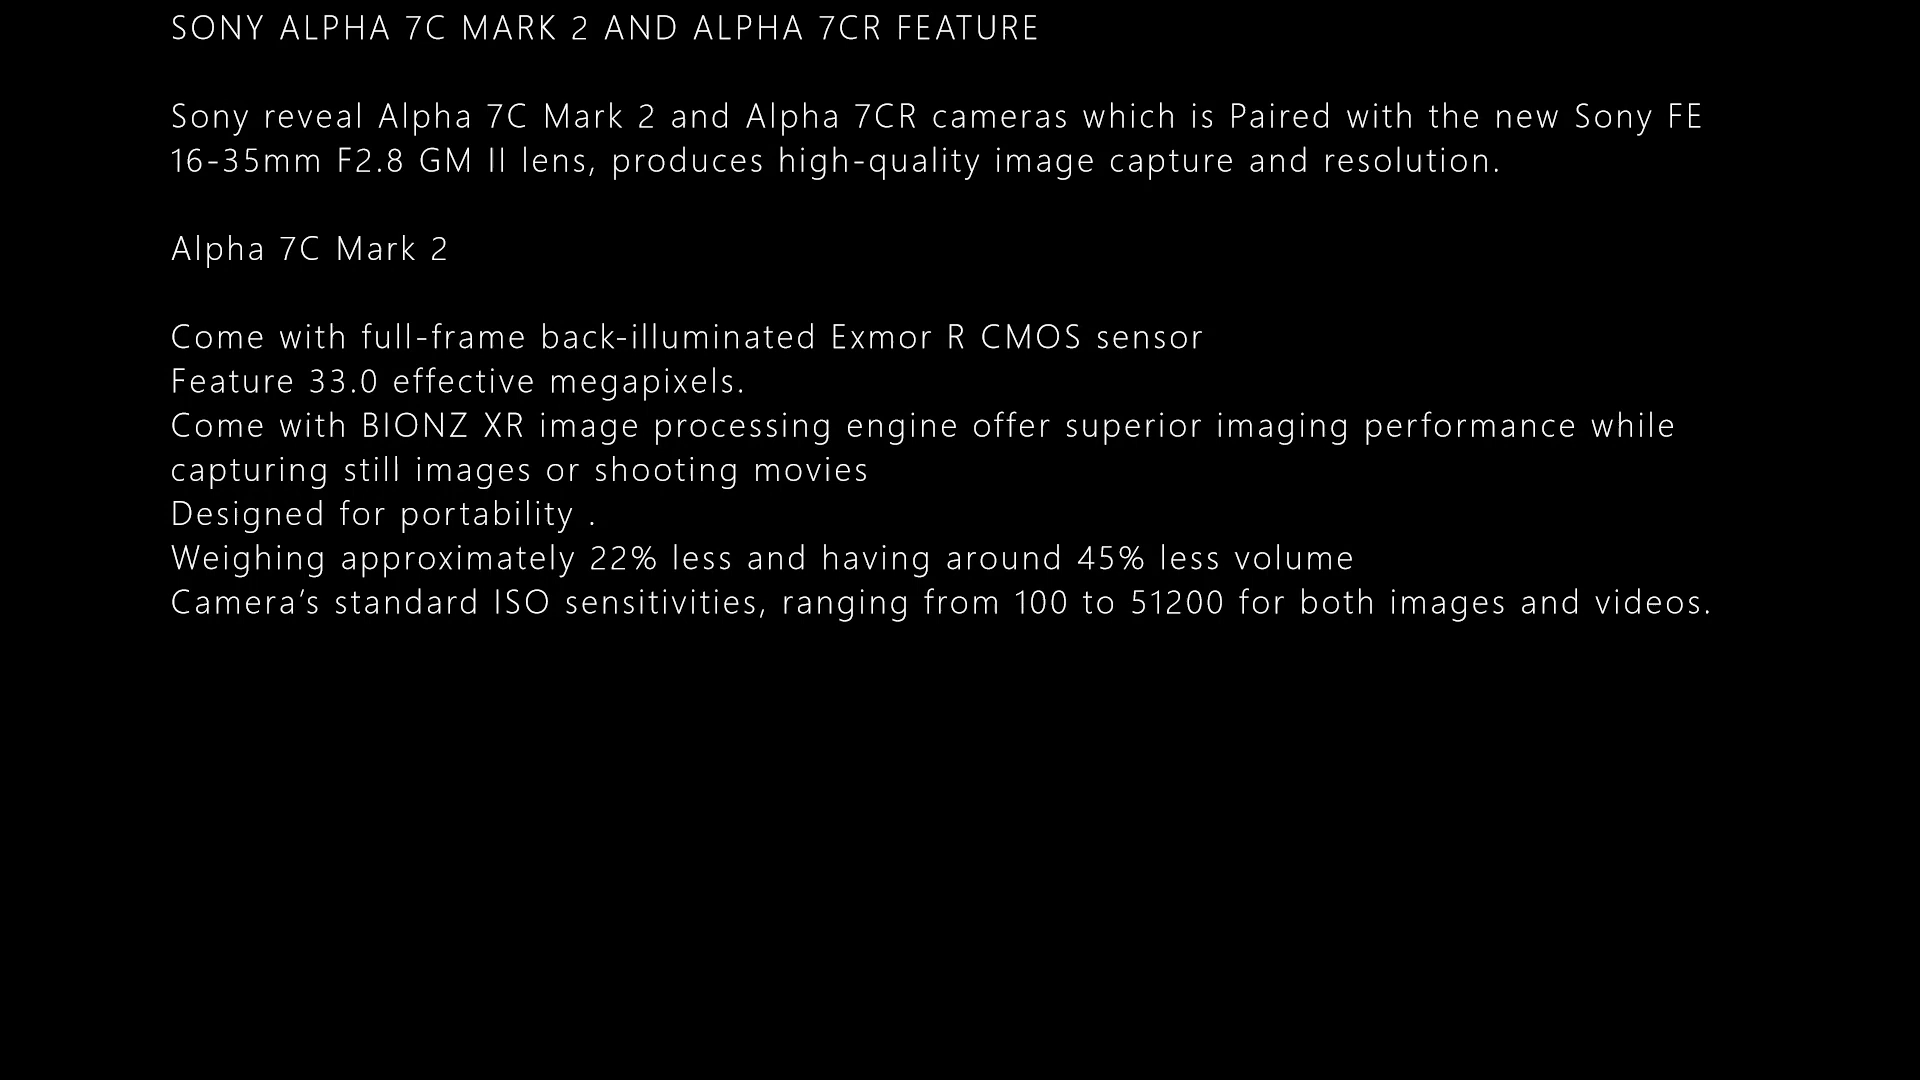 SONY ALPHA 7C MARK 2 AND ALPHA 7CR FEATURE
Sony reveal Alpha 7C Mark 2 and Alpha 7CR cameras which is Paired with the new Sony FE
16-35mm F2.8 GM II lens, produces high-quality image capture and resolution.
Alpha 7C Mark 2
Come with full-frame back-illuminated Exmor R CMOS sensor
Feature 33.0 effective megapixels.
Come with BIONZ XR image processing engine offer superior imaging performance while
capturing still images or shooting movies
Designed for portability .
Weighing approximately 22% less and having around 45% less volume
Camera’s standard ISO sensitivities, ranging from 100 to 51200 for both images and videos.